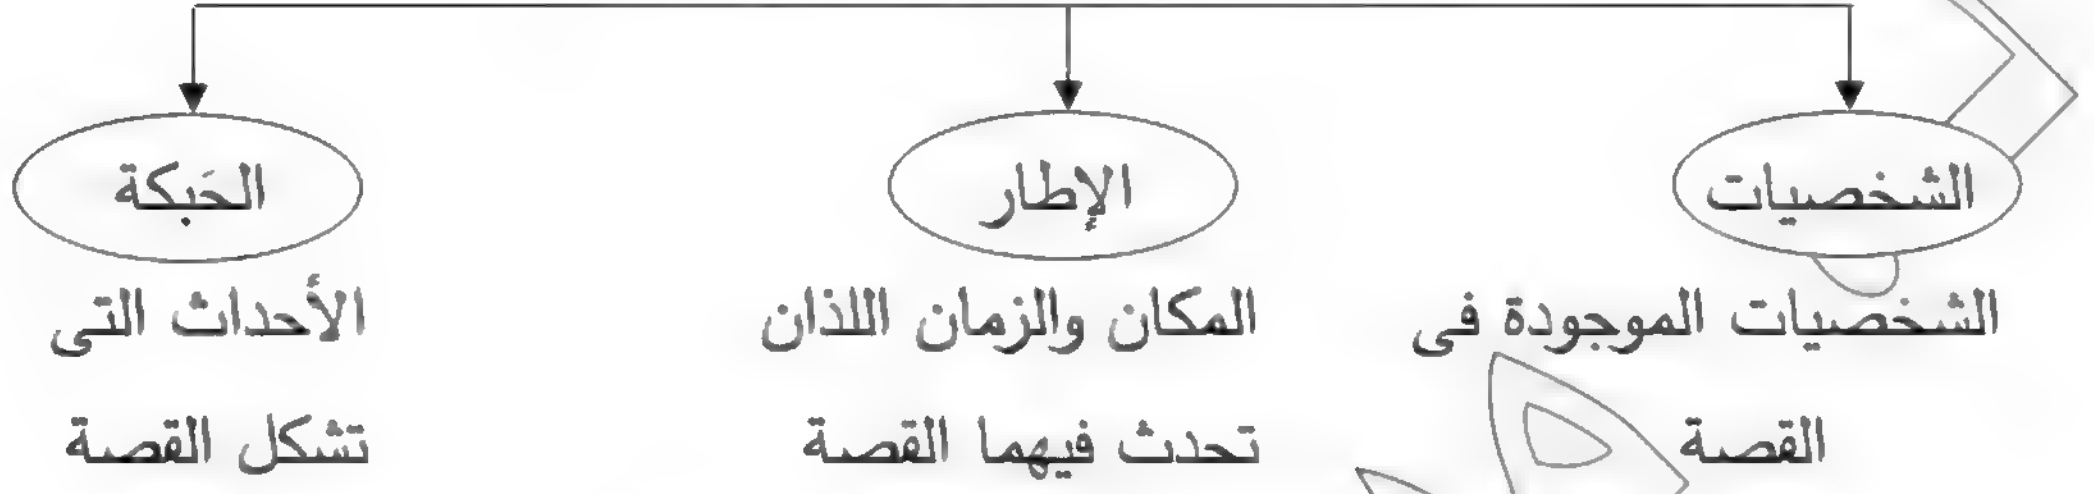 الشخصيات
الإطار
الحَبكة
الشخصيات الموجودة فى
القصة
المكان والزمان اللذان
تحدث فيهما القصة
الأحداث التى
تشكل القصة